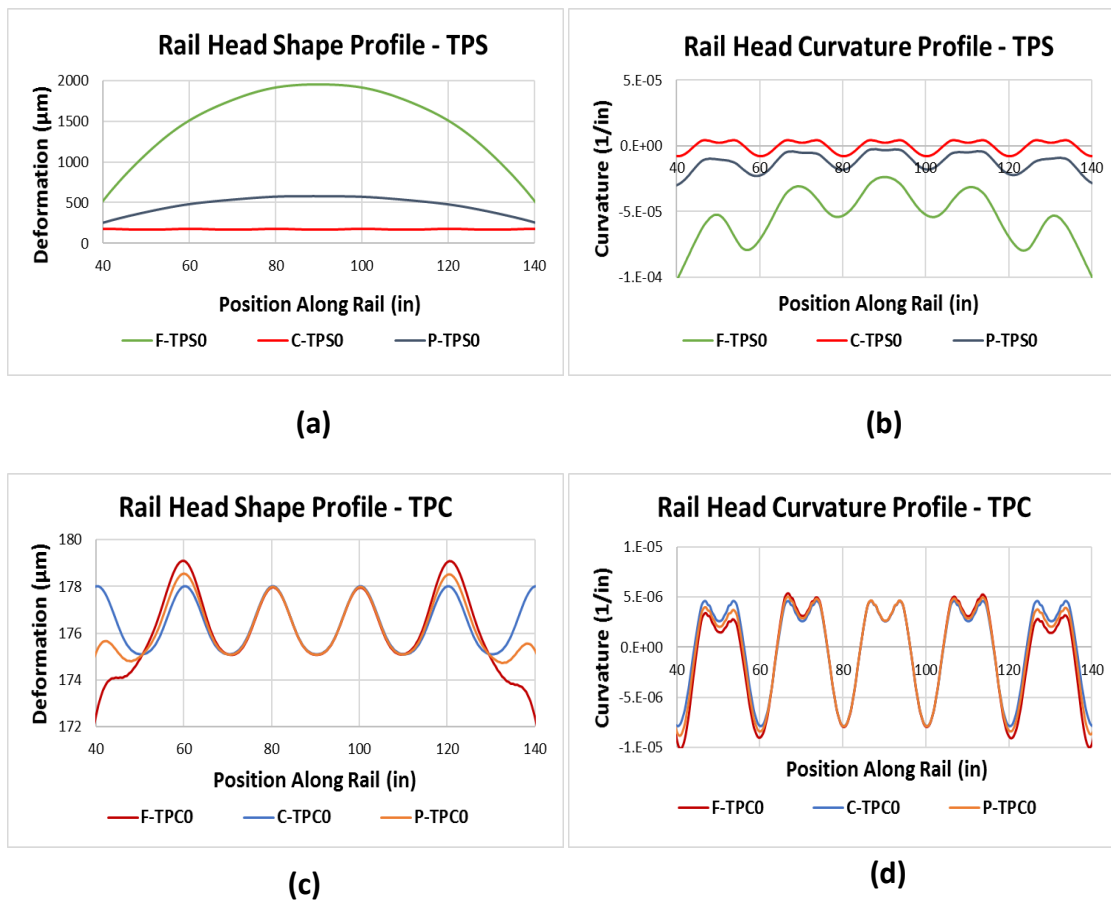 Rail Head Shape Profile - TPS
Deformation (µm)
2000
1500
1000
500
0
40 60 80 100 120 140
Position Along Rail (in)
F-TPS0 C-TPS0 P-TPS0
(a)
Rail Head Curvature Profile - TPS
Curvature (1/in)
5.E-05
0.E+00
-5.E-05
-1.E-04
40 60 80 100 120 140
Position Along Rail (in)
F-TPS0 C-TPS0 P-TPS0
(b)
Rail Head Shape Profile - TPC
Deformation (µm)
180
178
176
174
172
40 60 80 100 120 140
Position Along Rail (in)
F-TPC0 C-TPC0 P-TPC0
(c)
Rail Head Curvature Profile - TPC
Curvature (1/in)
1.E-05
5.E-06
0.E+00
-5.E-06
-1.E-05
40 60 80 100 120 140
Position Along Rail (in)
F-TPC0 C-TPC0 P-TPC0
(d)